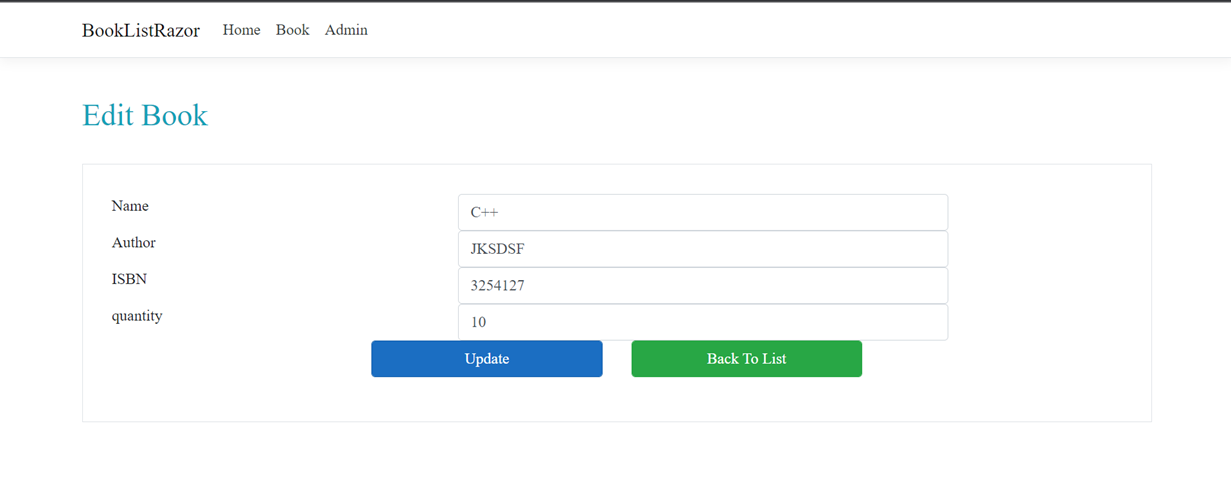 BookListRazor Home Book Admin
Edit Book
Name C++
Author JKSDSF
ISBN 3254127
quantity 10
Update Back To List